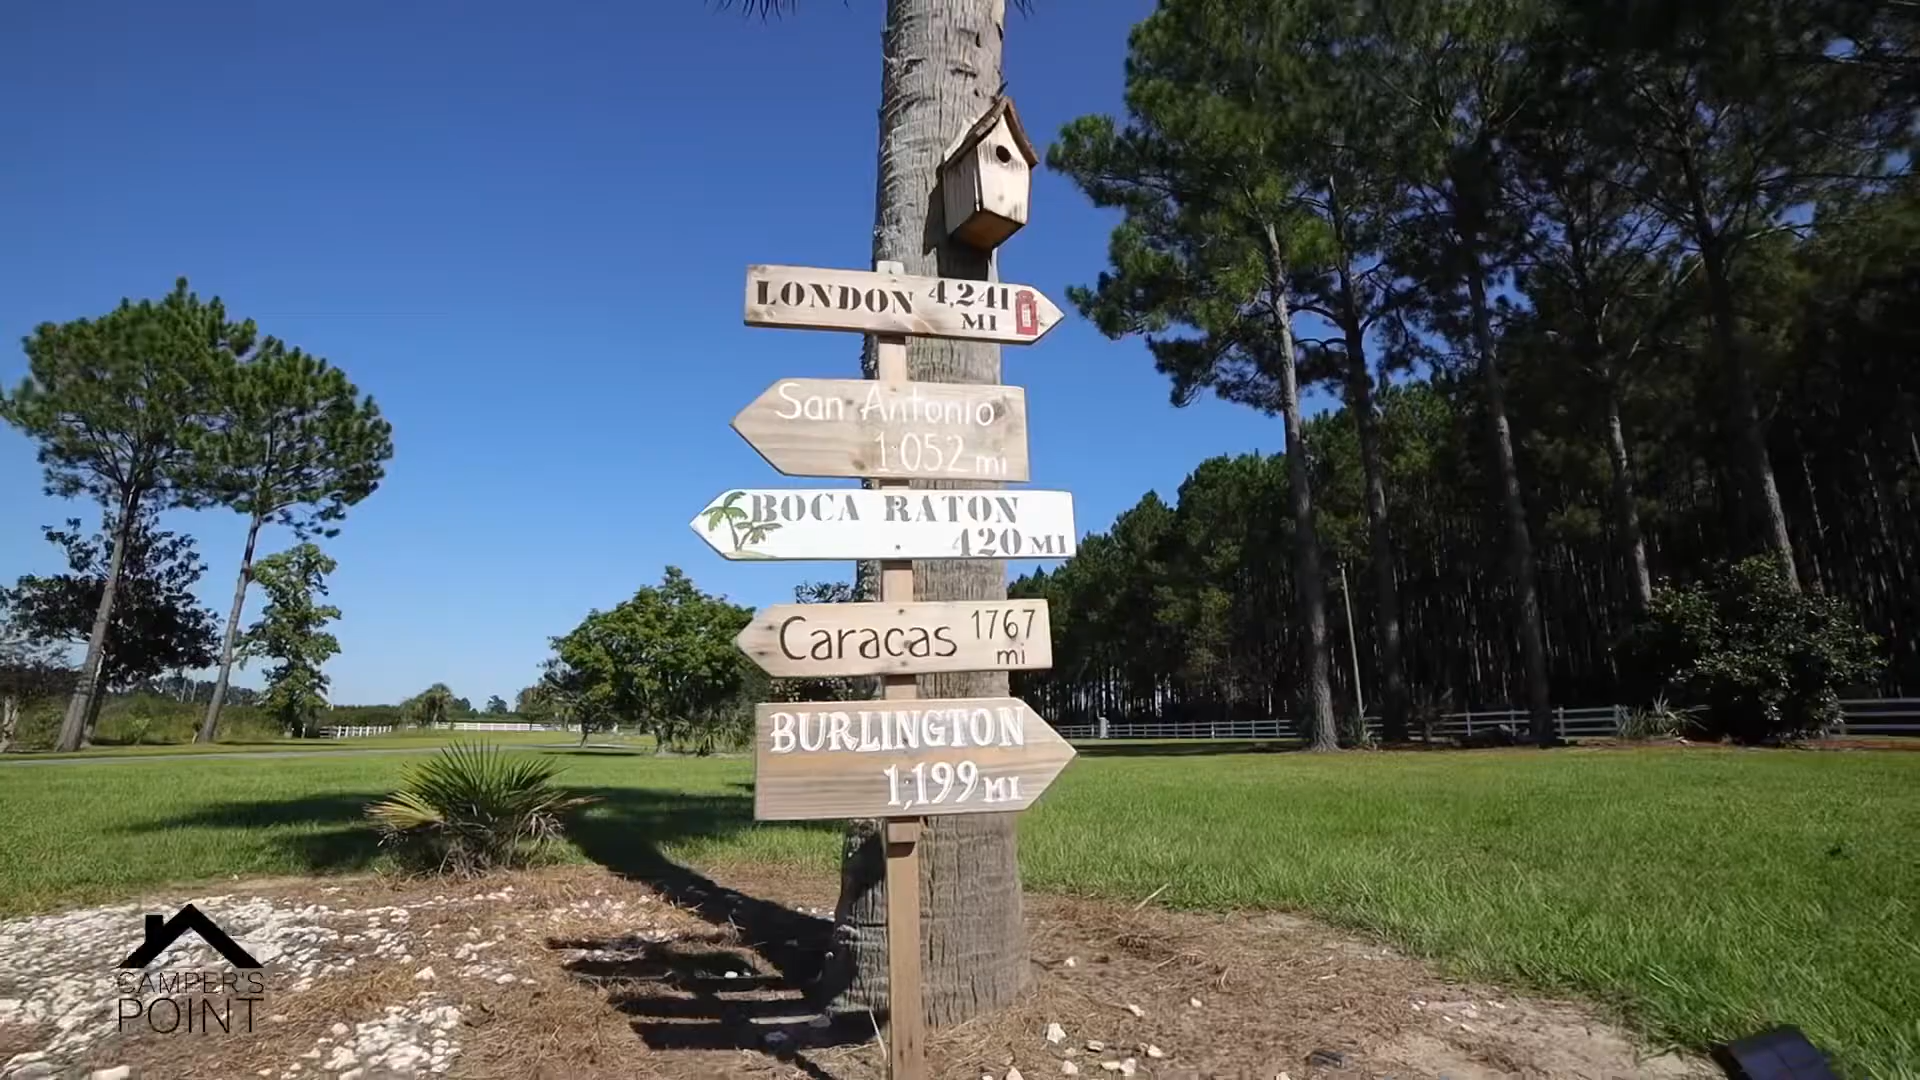 LONDON 4,241
MI
San Antonio
1,052 mi
BOCA RATON
420 MI
Caracas 1767
mi
BURLINGTON
1,199 MI
CAMPER'S
POINT